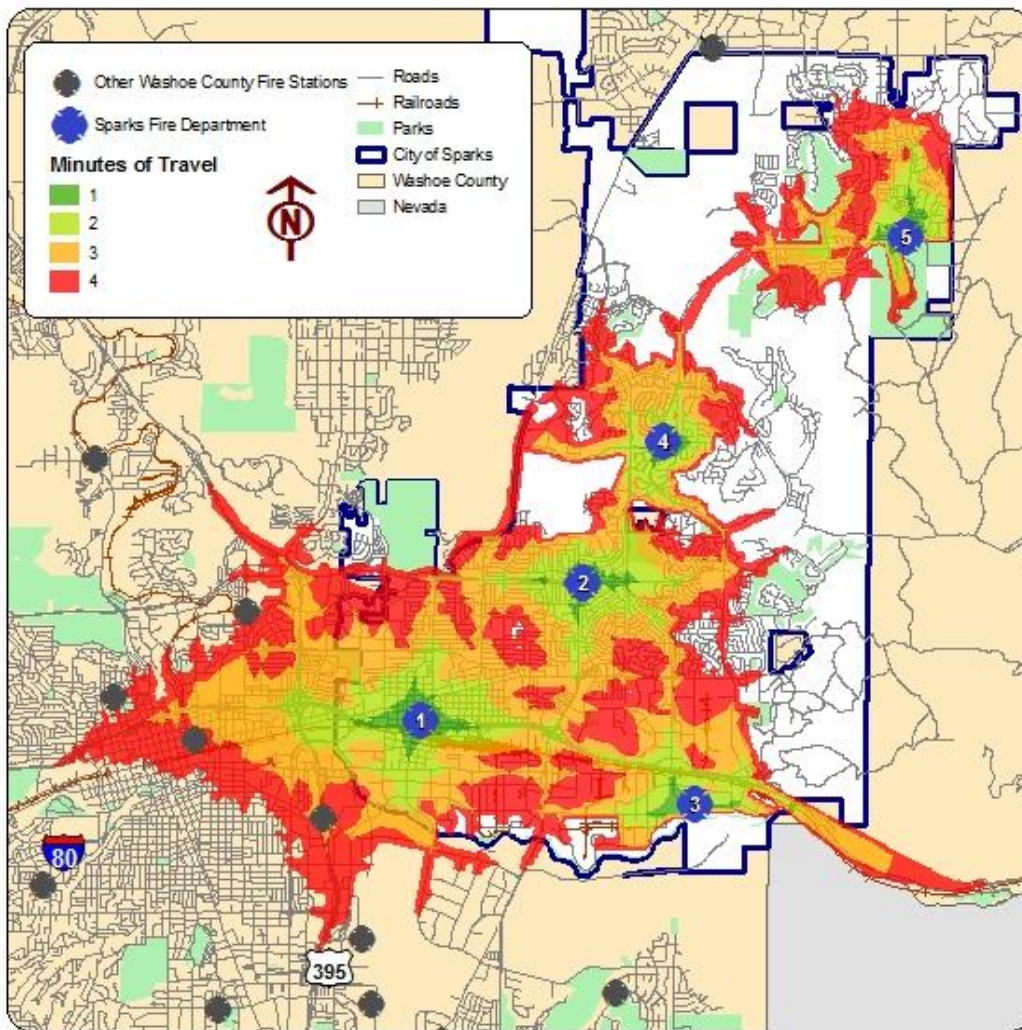 Other Washoe County Fire Stations
Sparks Fire Department
Minutes of Travel
1
2
3
4
N
Roads
Railroads
Parks
City of Sparks
Washoe County
Nevada
5
4
2
1
3
80
395